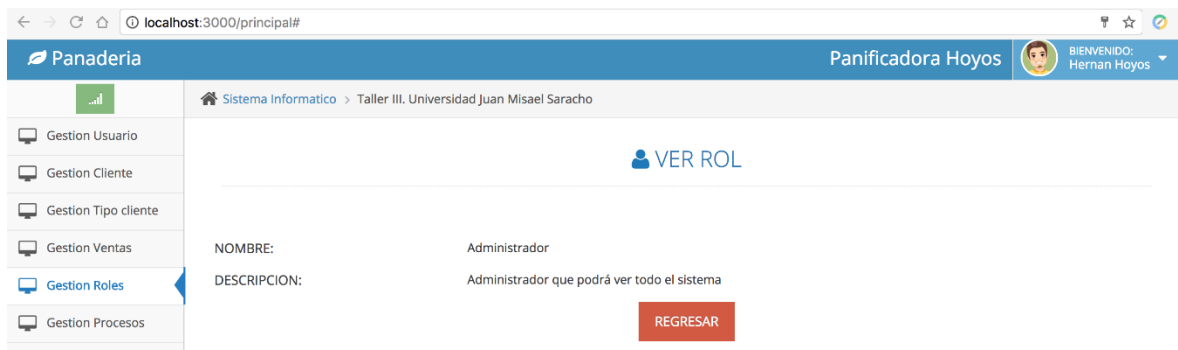 localhost:3000/principal#
Panaderia
Panificadora Hoyos
BIENVENIDO:
Hernan Hoyos
Sistema Informatico > Taller III. Universidad Juan Misael Saracho
Gestion Usuario
Gestion Cliente
Gestion Tipo cliente
Gestion Ventas
Gestion Roles
Gestion Procesos
VER ROL
NOMBRE: Administrador
DESCRIPCION: Administrador que podrá ver todo el sistema
REGRESAR